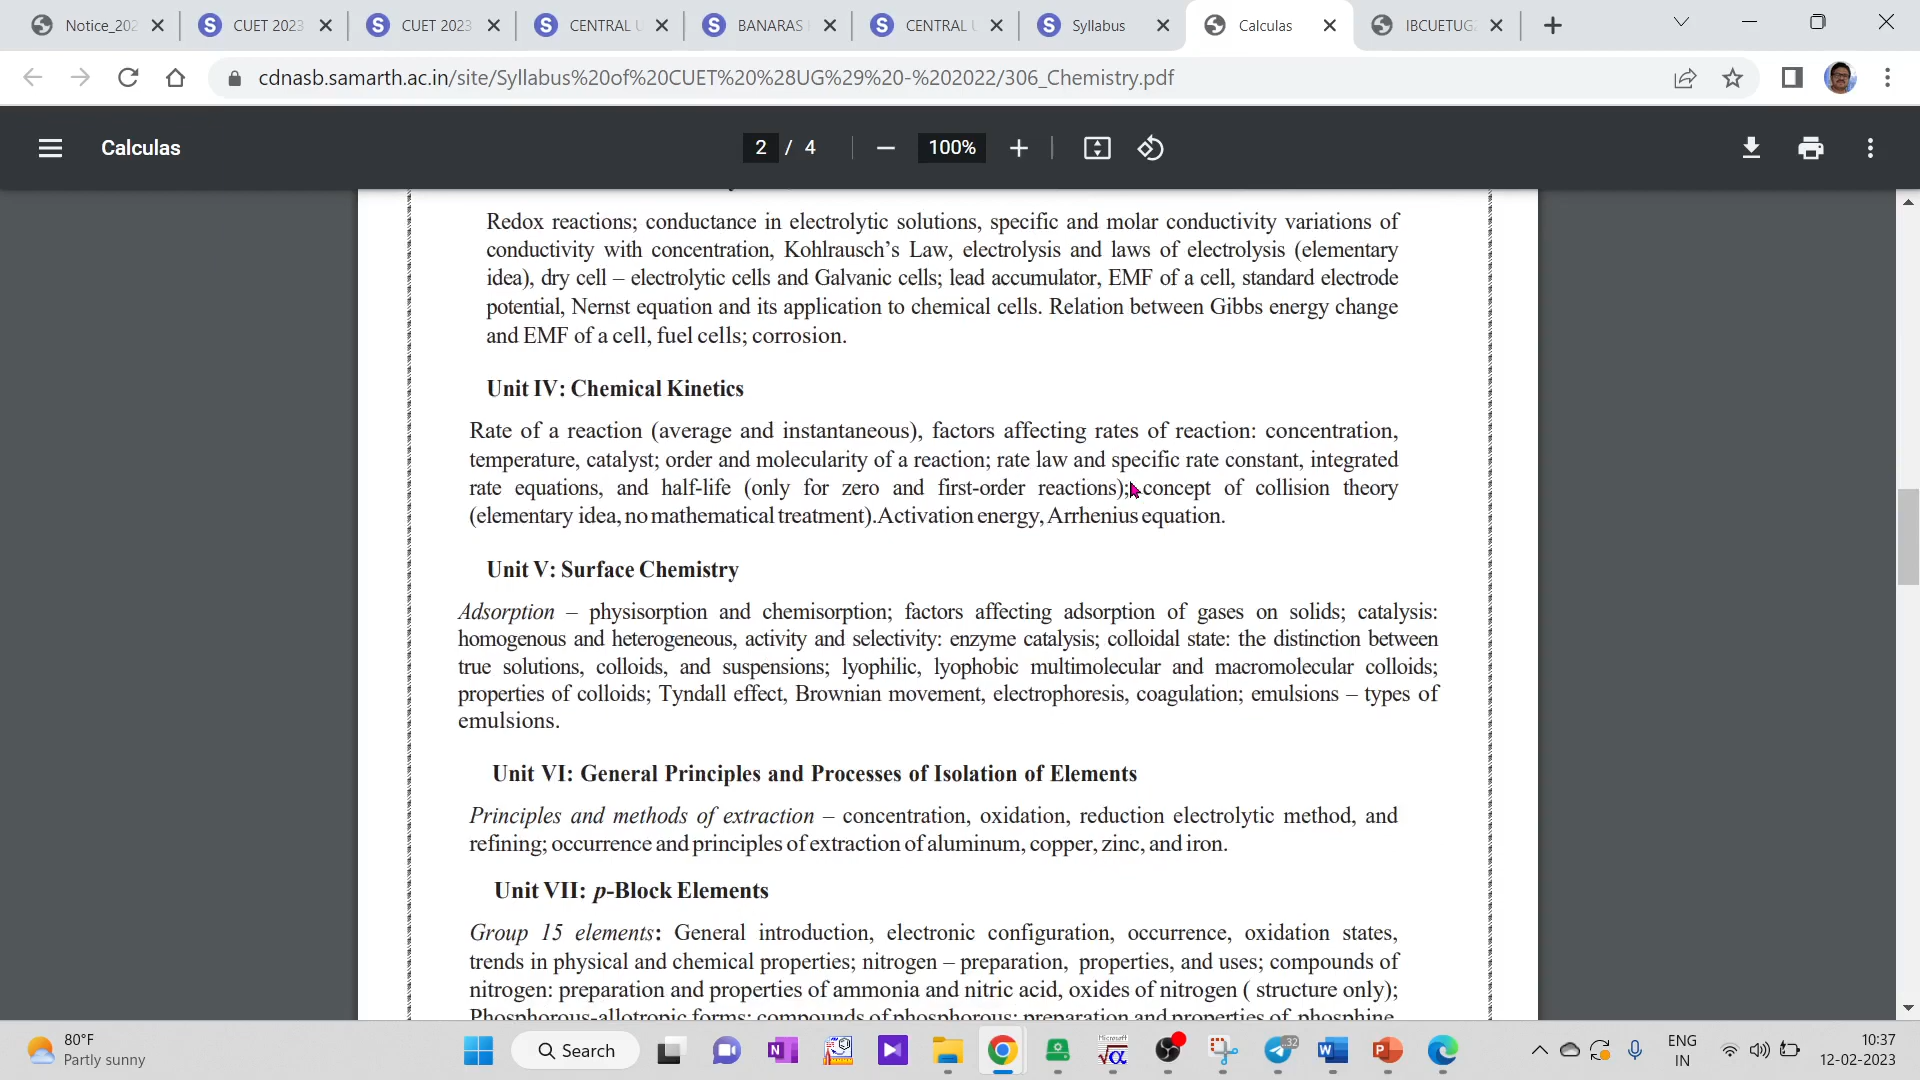 Notice_202
CUET 2023
CUET 2023
CENTRAL U
BANARAS H
CENTRAL U
Syllabus
Calculas
IBCUETUG2
cdnasb.samarth.ac.in/site/Syllabus%20of%20CUET%20%28UG%29%20-%202022/306_Chemistry.pdf
Calculas
2 / 4
100%
Redox reactions; conductance in electrolytic solutions, specific and molar conductivity variations of
conductivity with concentration, Kohlrausch’s Law, electrolysis and laws of electrolysis (elementary
idea), dry cell – electrolytic cells and Galvanic cells; lead accumulator, EMF of a cell, standard electrode
potential, Nernst equation and its application to chemical cells. Relation between Gibbs energy change
and EMF of a cell, fuel cells; corrosion.
Unit IV: Chemical Kinetics
Rate of a reaction (average and instantaneous), factors affecting rates of reaction: concentration,
temperature, catalyst; order and molecularity of a reaction; rate law and specific rate constant, integrated
rate equations, and half-life (only for zero and first-order reactions); concept of collision theory
(elementary idea, no mathematical treatment).Activation energy, Arrhenius equation.
Unit V: Surface Chemistry
Adsorption – physisorption and chemisorption; factors affecting adsorption of gases on solids; catalysis:
homogenous and heterogeneous, activity and selectivity: enzyme catalysis; colloidal state: the distinction between
true solutions, colloids, and suspensions; lyophilic, lyophobic multimolecular and macromolecular colloids;
properties of colloids; Tyndall effect, Brownian movement, electrophoresis, coagulation; emulsions – types of
emulsions.
Unit VI: General Principles and Processes of Isolation of Elements
Principles and methods of extraction – concentration, oxidation, reduction electrolytic method, and
refining; occurrence and principles of extraction of aluminum, copper, zinc, and iron.
Unit VII: p-Block Elements
Group 15 elements: General introduction, electronic configuration, occurrence, oxidation states,
trends in physical and chemical properties; nitrogen – preparation, properties, and uses; compounds of
nitrogen: preparation and properties of ammonia and nitric acid, oxides of nitrogen ( structure only);
Phosphorous-allotropic forms; compounds of phosphorous: preparation and properties of phosphine,
80°F
Partly sunny
Search
32
ENG
IN
10:37
12-02-2023